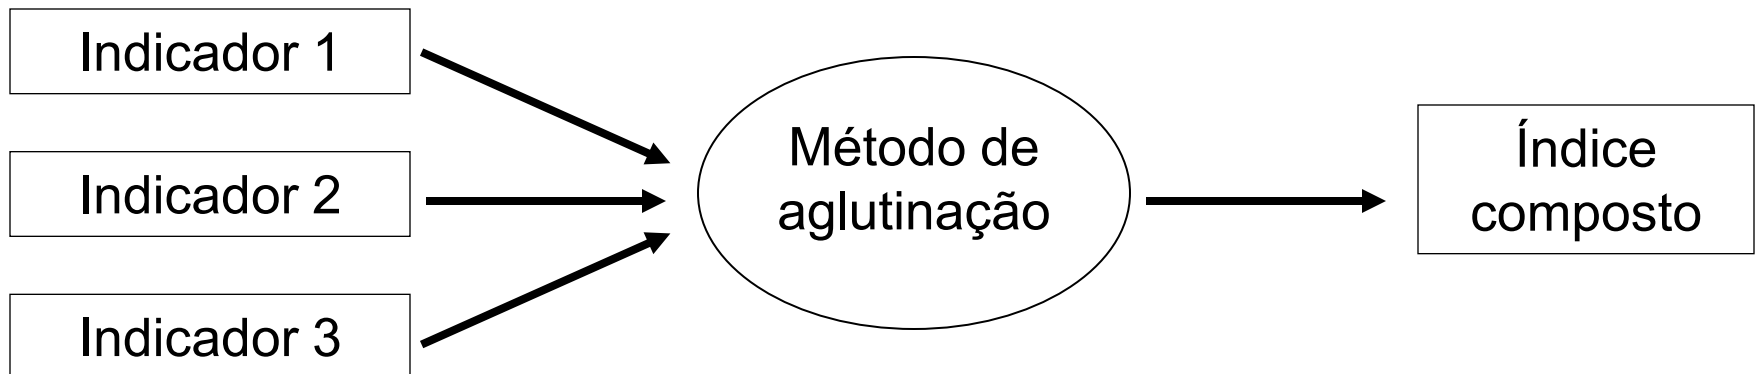 Indicador 1
Indicador 2
Indicador 3
Método de
aglutinação
Índice
composto